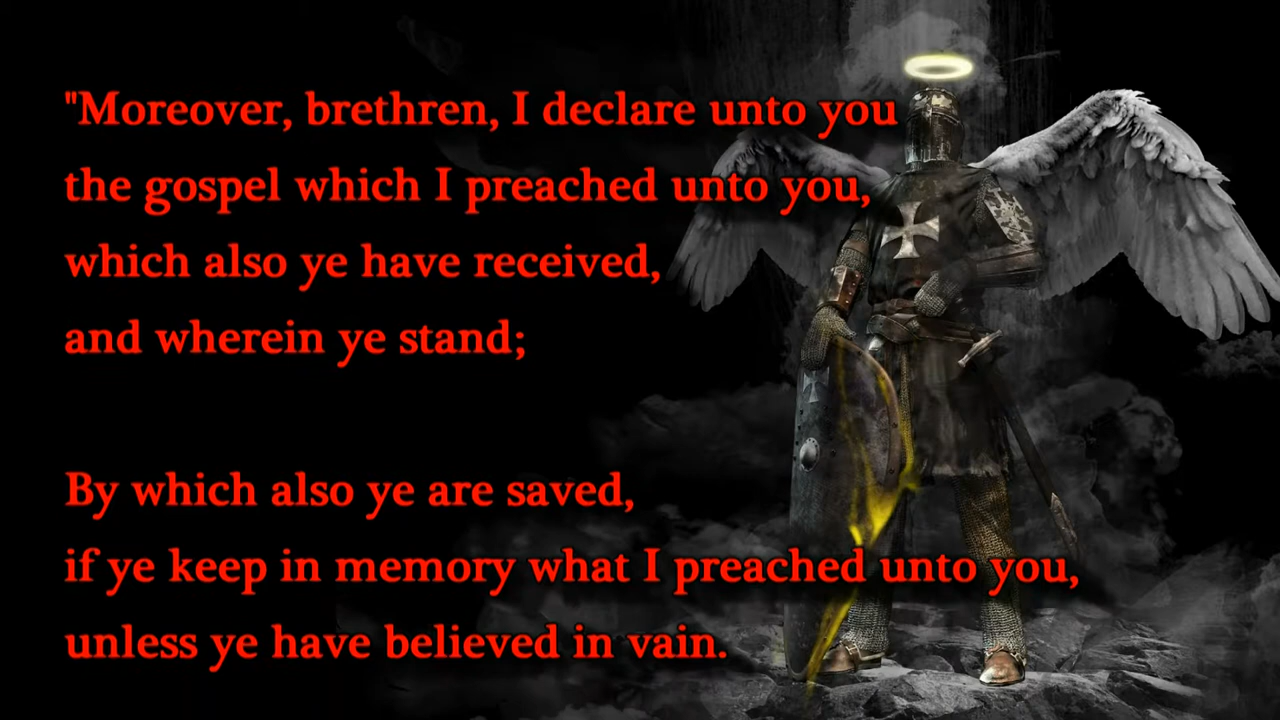 "Moreover, brethren, I declare unto you
the gospel which I preached unto you,
which also ye have received,
and wherein ye stand;
By which also ye are saved,
if ye keep in memory what I preached unto you,
unless ye have believed in vain.